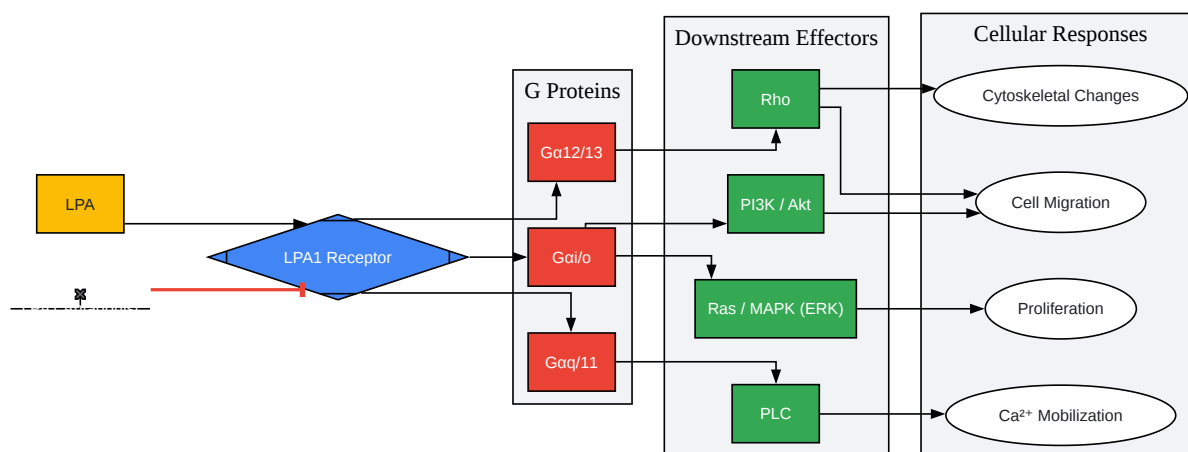 Downstream Effectors
Cellular Responses
G Proteins
Rho
Cytoskeletal Changes
Gα12/13
LPA
PI3K / Akt
Cell Migration
LPA1 Receptor
Gαi/o
Ras / MAPK (ERK)
Proliferation
Gαq/11
PLC
Ca²⁺ Mobilization